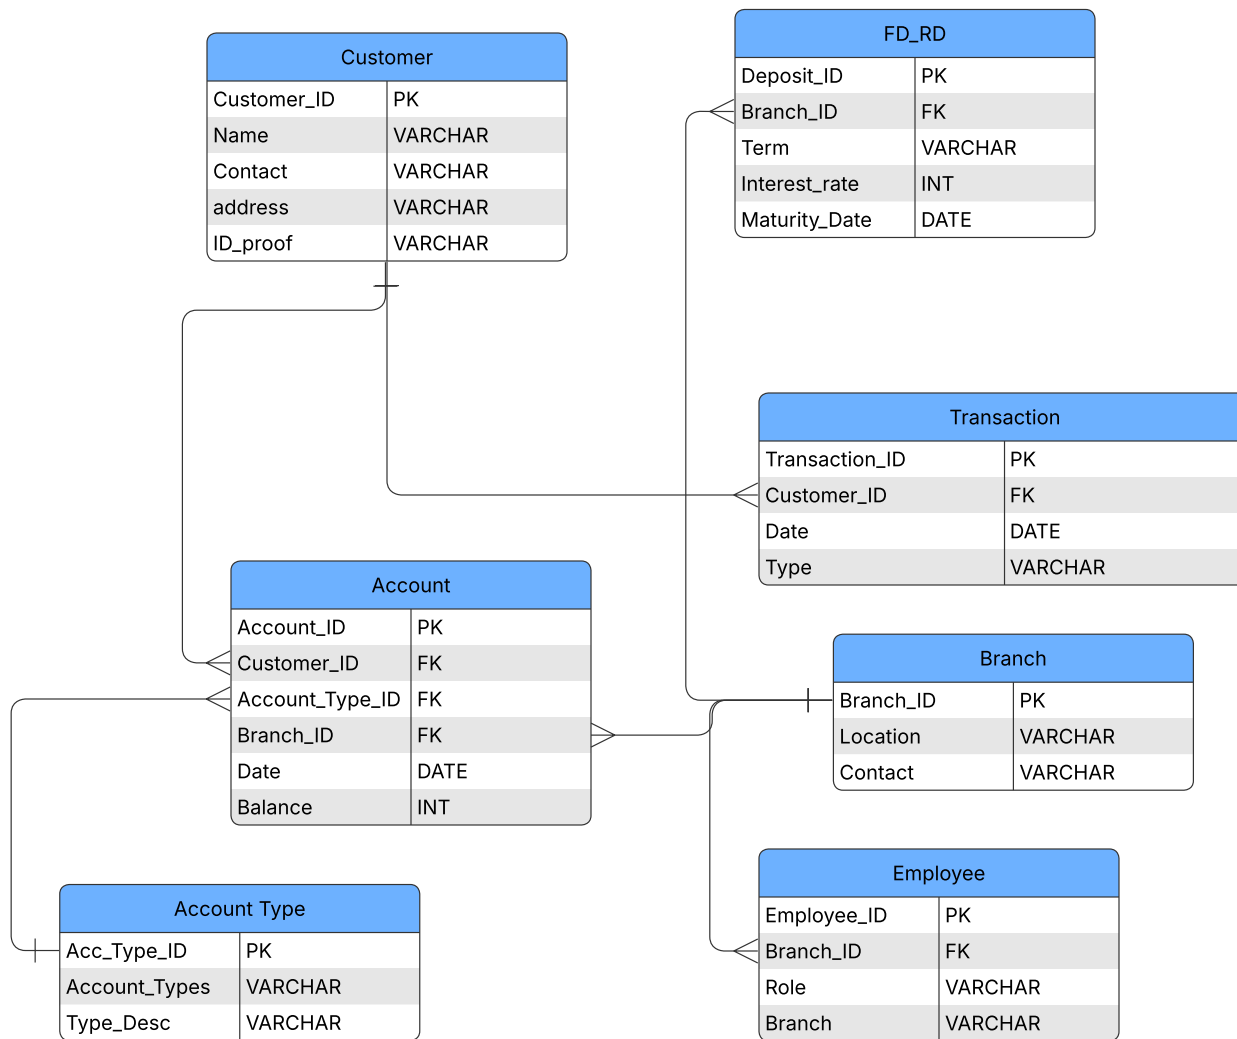 Customer
Customer_ID PK
Name VARCHAR
Contact VARCHAR
address VARCHAR
ID_proof VARCHAR
FD_RD
Deposit_ID PK
Branch_ID FK
Term VARCHAR
Interest_rate INT
Maturity_Date DATE
Transaction
Transaction_ID PK
Customer_ID FK
Date DATE
Type VARCHAR
Account
Account_ID PK
Customer_ID FK
Account_Type_ID FK
Branch_ID FK
Date DATE
Balance INT
Branch
Branch_ID PK
Location VARCHAR
Contact VARCHAR
Account Type
Acc_Type_ID PK
Account_Types VARCHAR
Type_Desc VARCHAR
Employee
Employee_ID PK
Branch_ID FK
Role VARCHAR
Branch VARCHAR